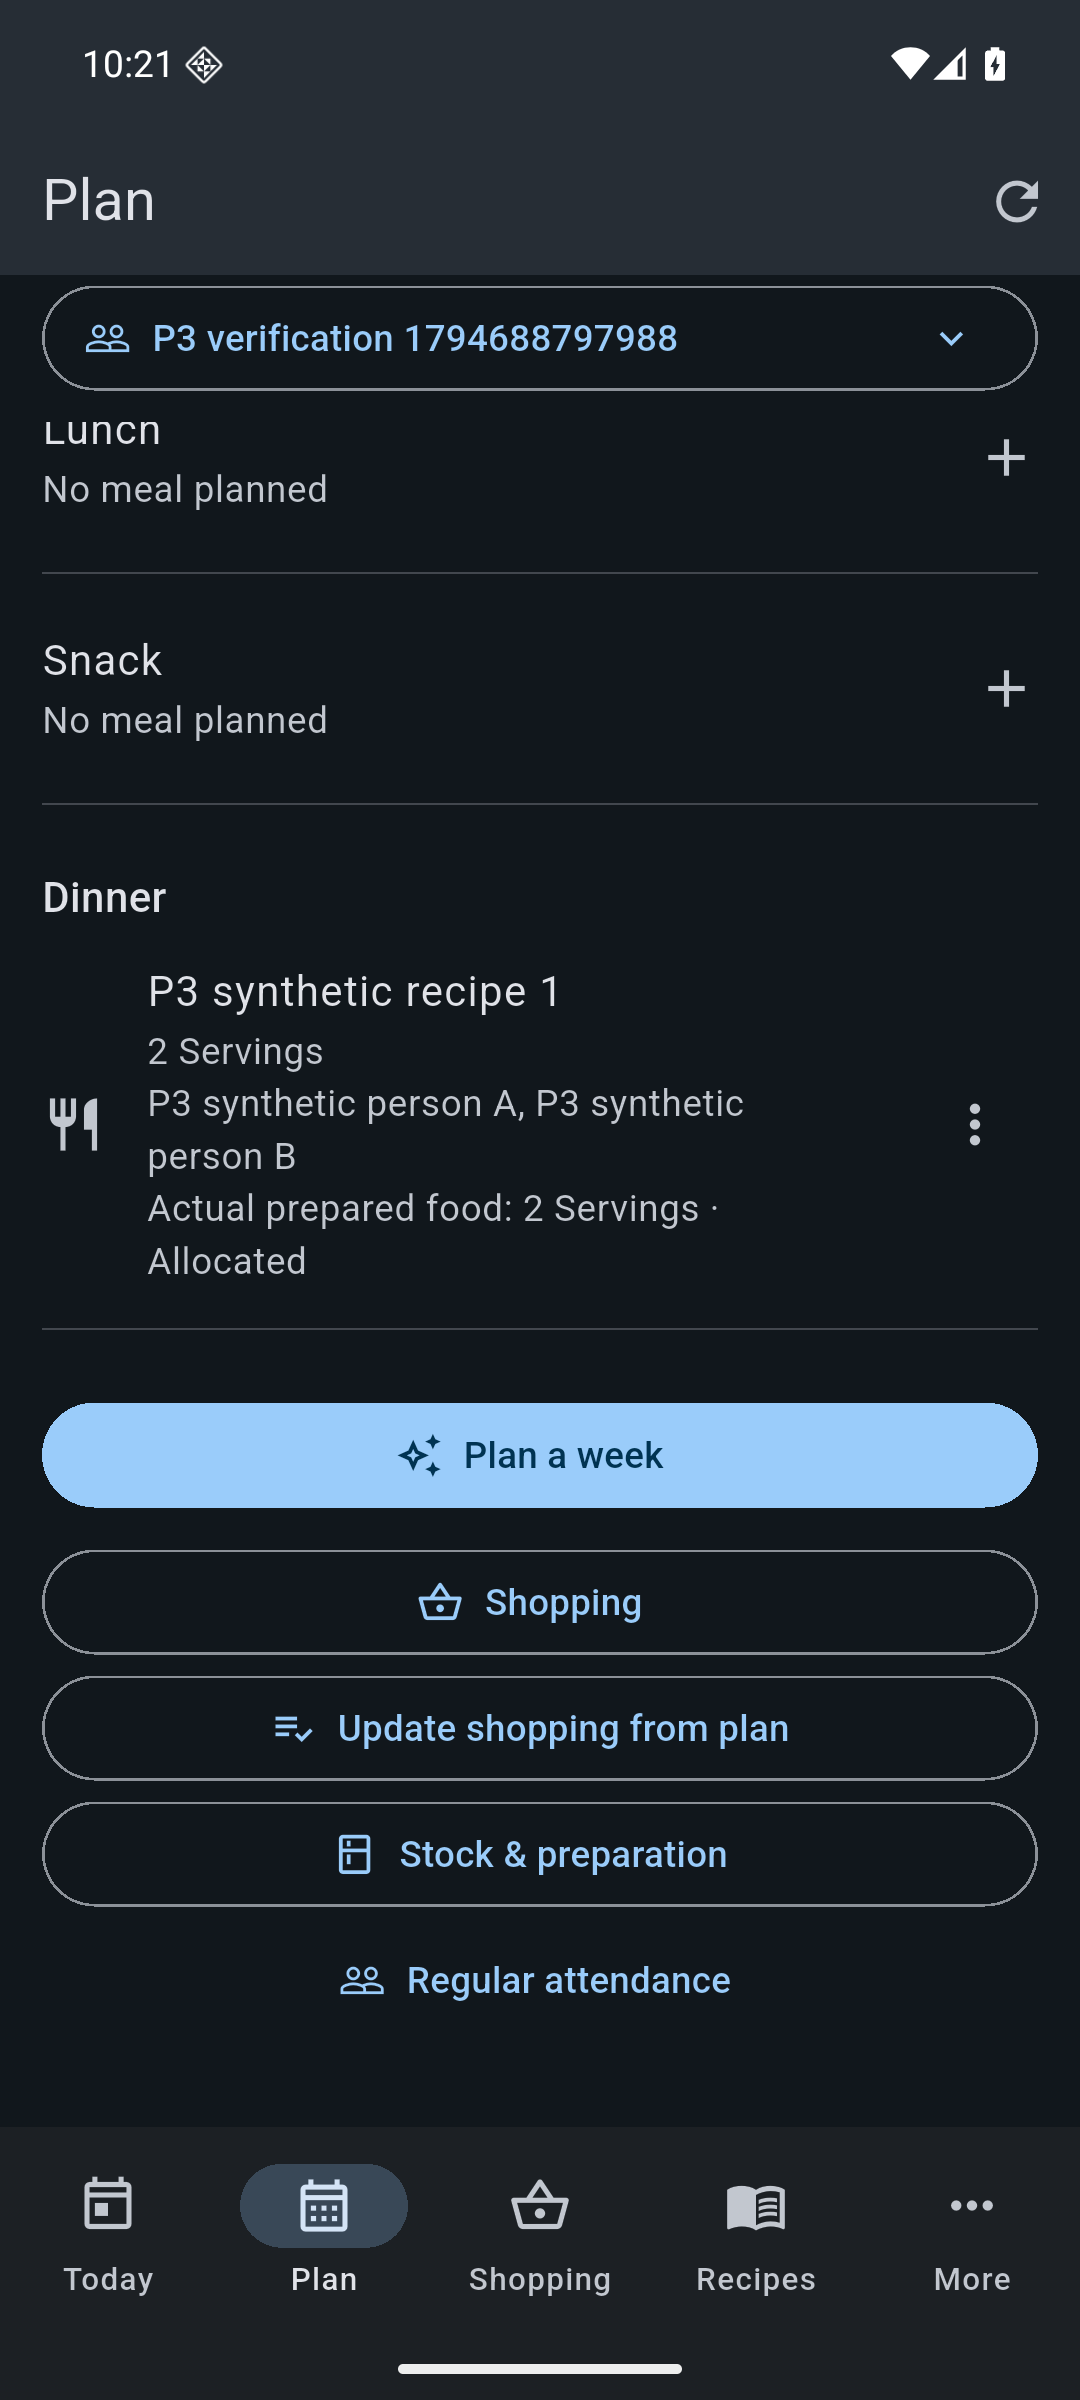 10:21
Plan
P3 verification 1794688797988
Lunch
No meal planned
Snack
No meal planned
Dinner
P3 synthetic recipe 1
2 Servings
P3 synthetic person A, P3 synthetic
person B
Actual prepared food: 2 Servings ·
Allocated
Plan a week
Shopping
Update shopping from plan
Stock & preparation
Regular attendance
Today
Plan
Shopping
Recipes
More